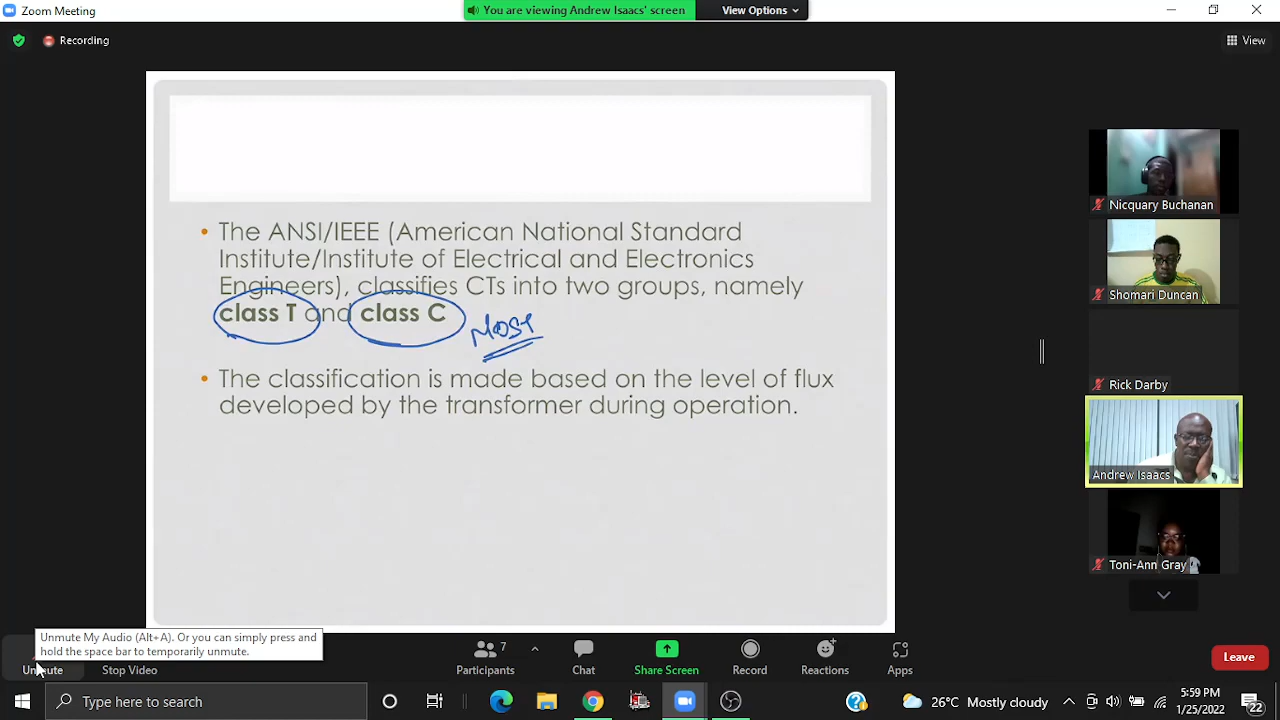 Zoom Meeting
You are viewing Andrew Isaacs' screen
View Options
Recording
View
• The ANSI/IEEE (American National Standard
Institute/Institute of Electrical and Electronics
Engineers), classifies CTs into two groups, namely
class T and class C
MOST
• The classification is made based on the level of flux
developed by the transformer during operation.
Nicquary Buchanan
Shomari Duncan
Rick Darby
Andrew Isaacs
Toni-Ann Gray
Unmute My Audio (Alt+A). Or you can simply press and
hold the space bar to temporarily unmute.
Unmute
Stop Video
7
Participants
Chat
Share Screen
Record
Reactions
Apps
Leave
Type here to search
26°C Mostly cloudy
5:59 PM
1/25/2022
22